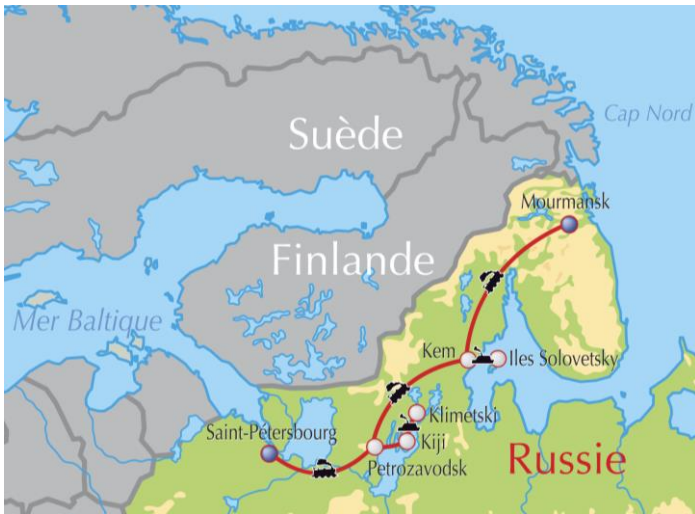 Suède
Cap Nord
Mourmansk
Finlande
Mer Baltique
Kem
Iles Solovetsky
Klimetski
Saint-Pétersbourg
Kiji
Petrozavodsk
Russie